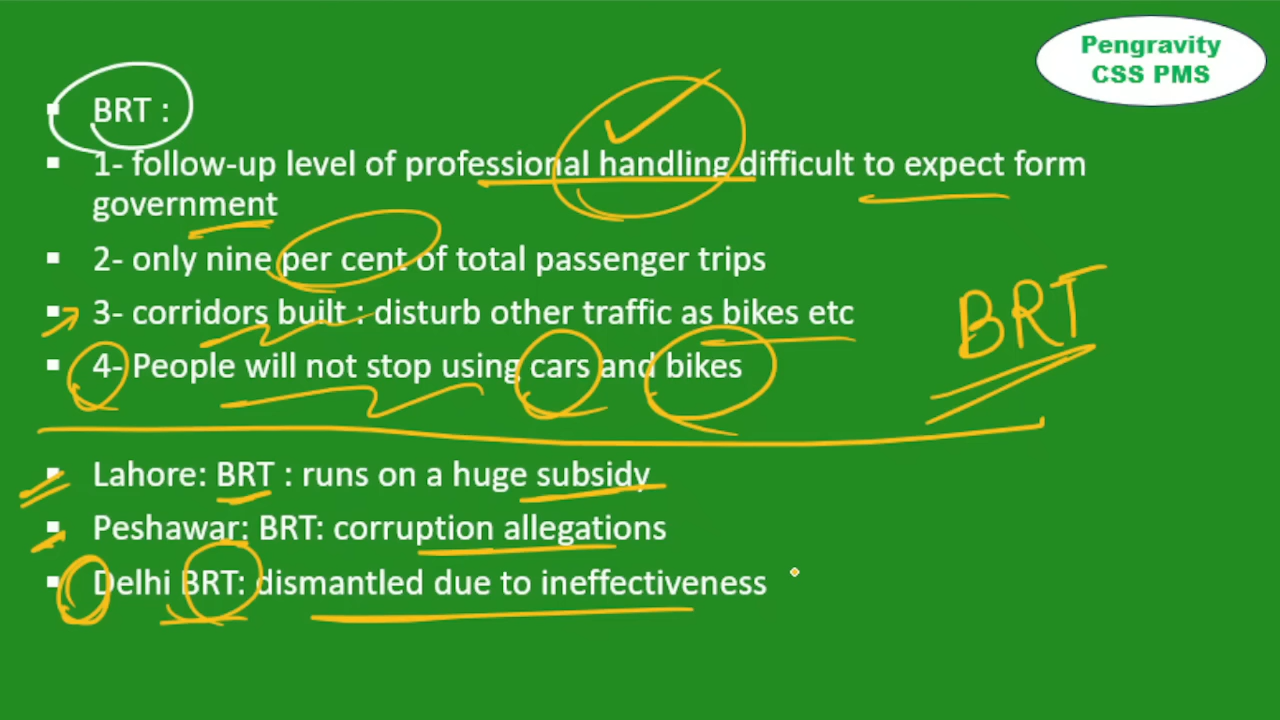 Pengravity
CSS PMS
BRT :
1- follow-up level of professional handling difficult to expect form
government
2- only nine per cent of total passenger trips
3- corridors built : disturb other traffic as bikes etc
BRT
4- People will not stop using cars and bikes
Lahore: BRT : runs on a huge subsidy
Peshawar: BRT: corruption allegations
Delhi BRT: dismantled due to ineffectiveness